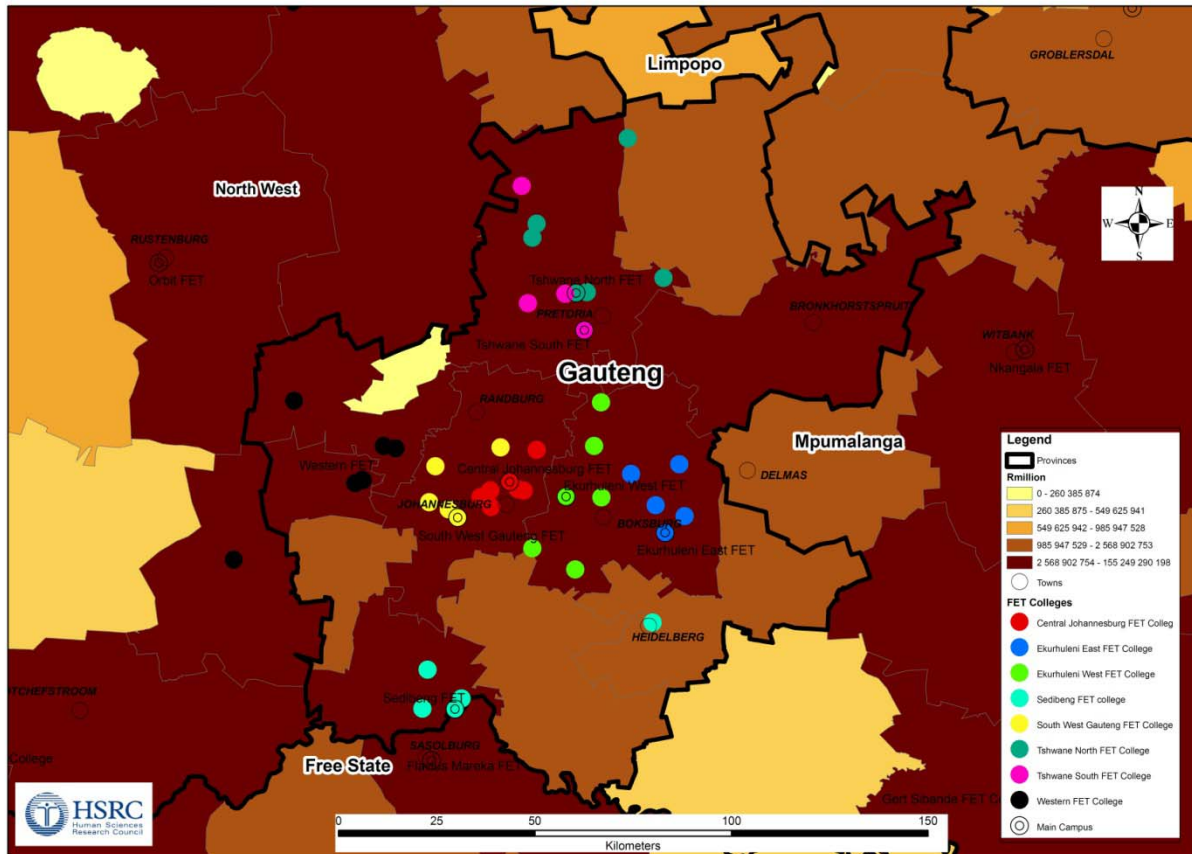 Limpopo
GROBLERSDAL
North West
N
W E
S
RUSTENBURG
Orbit FET
Tshwane North FET
PRETORIA
BRONKHORSTSPRUIT
WITBANK
Nkangala FET
Tshwane South FET
Gauteng
RANDBURG
Mpumalanga
Western FET
Central Johannesburg FET
Ekurhuleni West FET
DELMAS
JOHANNESBURG
BOKSBURG
South West Gauteng FET
Ekurhuleni East FET
HEIDELBERG
OTCHEFSTROOM
Sedibeng FET
SASOLBURG
Flavius Mareka FET
College
Free State
Gert Sibande FET C
Legend
Provinces
Rmillion
0 - 260 385 874
260 385 875 - 549 625 941
549 625 942 - 985 947 528
985 947 529 - 2 568 902 753
2 568 902 754 - 155 249 290 198
Towns
FET Colleges
Central Johannesburg FET Colleg
Ekurhuleni East FET College
Ekurhuleni West FET College
Sedibeng FET college
South West Gauteng FET College
Tshwane North FET College
Tshwane South FET College
Western FET College
Main Campus
HSRC
Human Sciences
Research Council
0 25 50 100 150
Kilometers